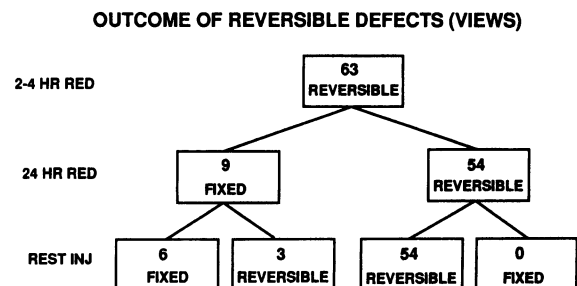 OUTCOME OF REVERSIBLE DEFECTS (VIEWS)
2-4 HR RED
63
REVERSIBLE
24 HR RED
9
FIXED
54
REVERSIBLE
REST INJ
6
FIXED
3
REVERSIBLE
54
REVERSIBLE
0
FIXED